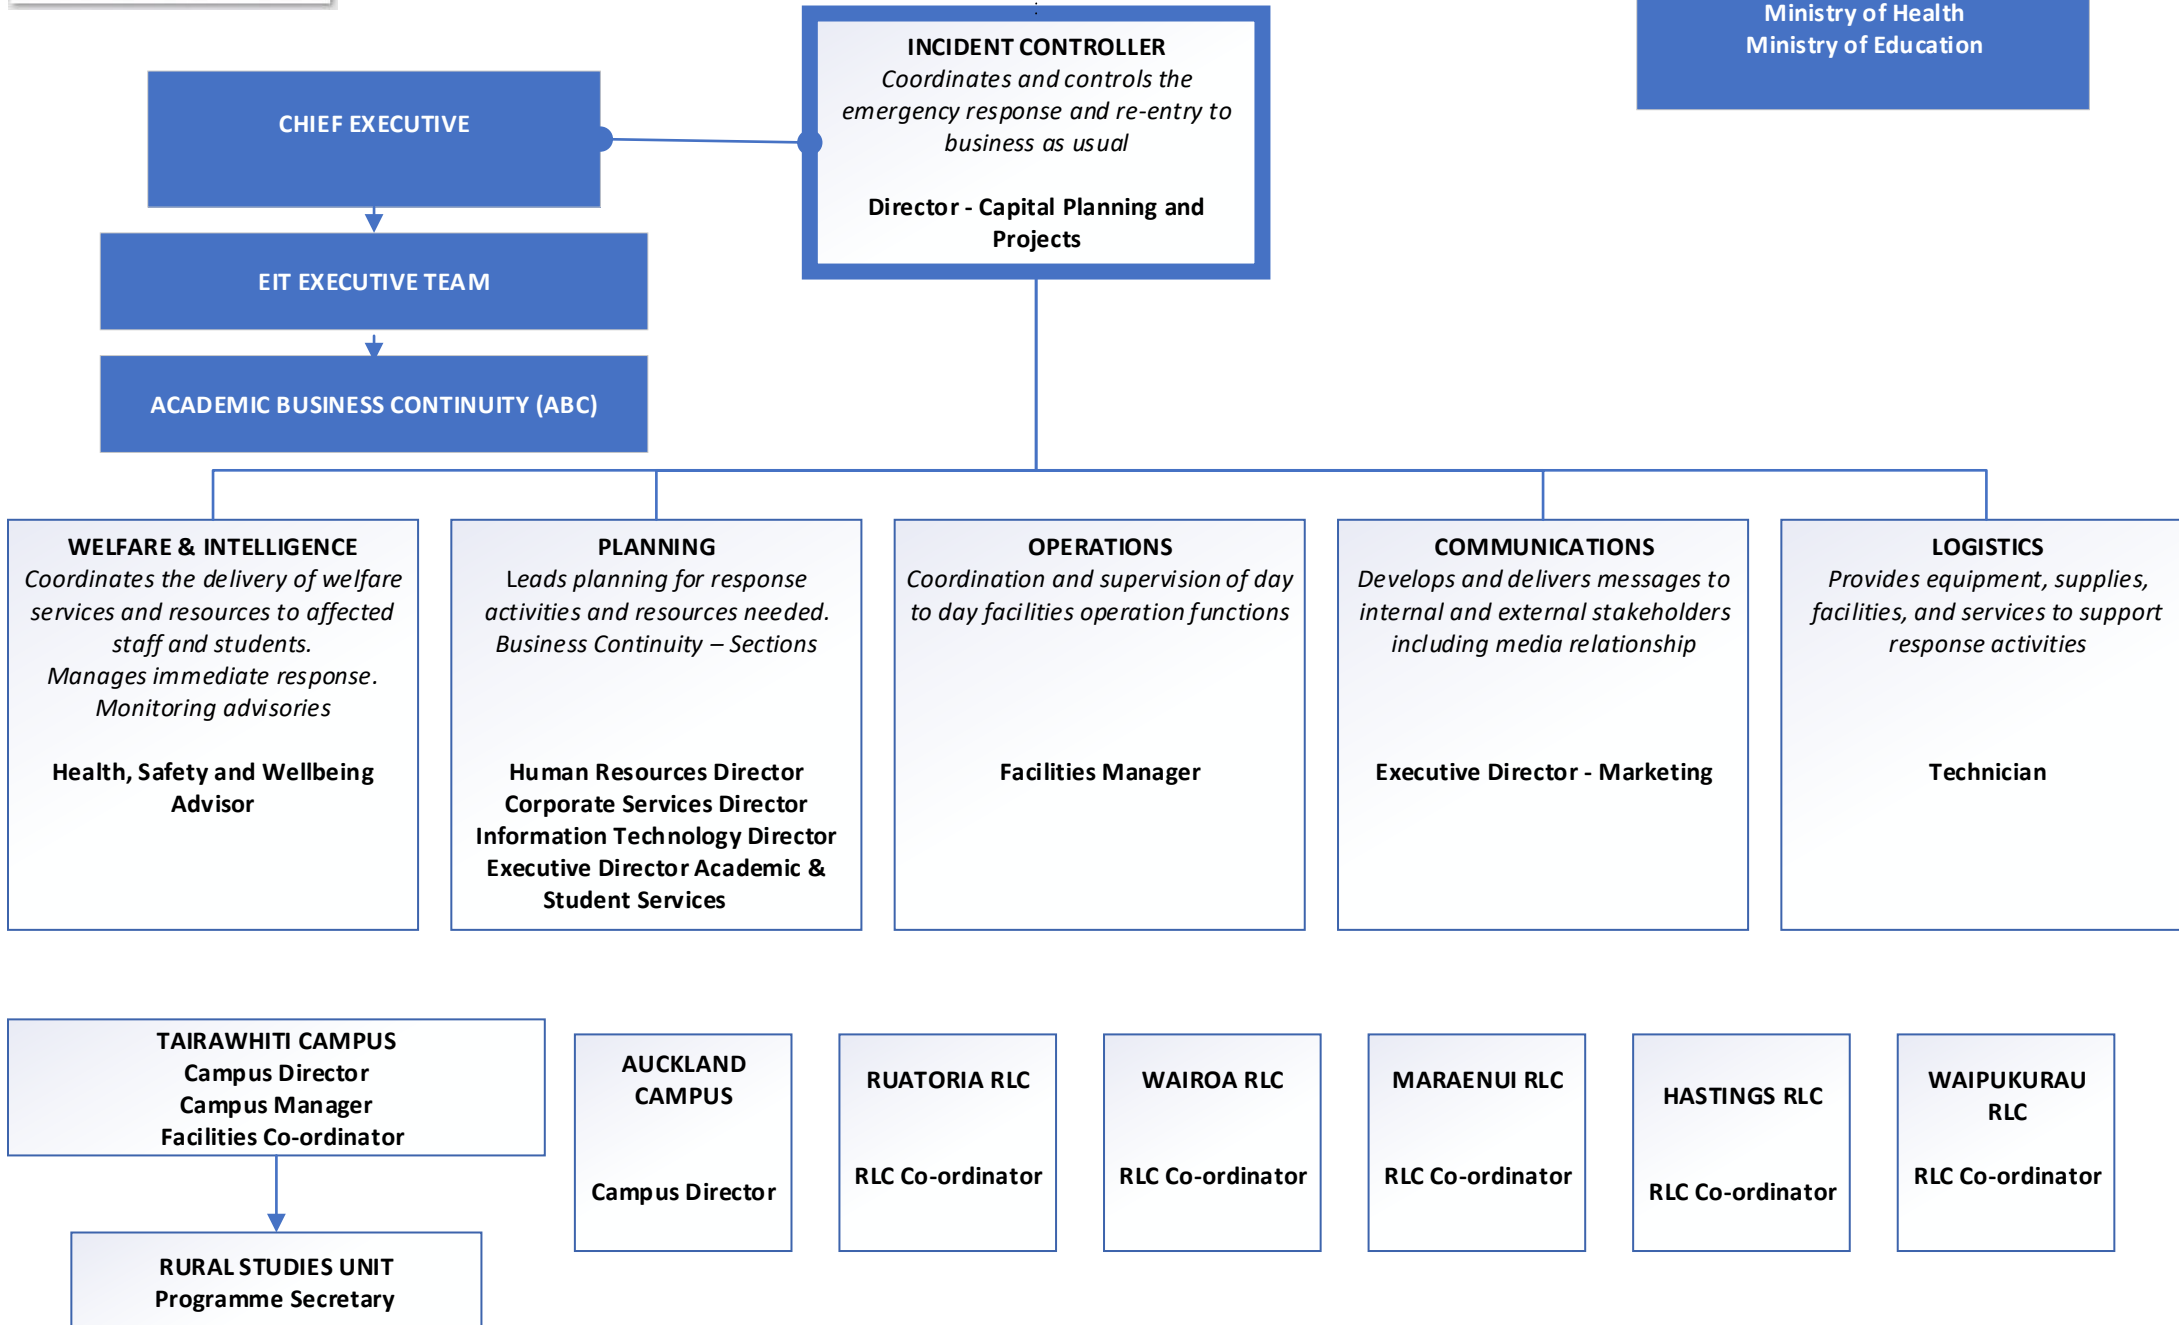 Ministry of Health
Ministry of Education
INCIDENT CONTROLLER
Coordinates and controls the
emergency response and re-entry to
business as usual
Director - Capital Planning and
Projects
CHIEF EXECUTIVE
EIT EXECUTIVE TEAM
ACADEMIC BUSINESS CONTINUITY (ABC)
WELFARE & INTELLIGENCE
Coordinates the delivery of welfare
services and resources to affected
staff and students.
Manages immediate response.
Monitoring advisories
Health, Safety and Wellbeing
Advisor
PLANNING
Leads planning for response
activities and resources needed.
Business Continuity – Sections
Human Resources Director
Corporate Services Director
Information Technology Director
Executive Director Academic &
Student Services
OPERATIONS
Coordination and supervision of day
to day facilities operation functions
Facilities Manager
COMMUNICATIONS
Develops and delivers messages to
internal and external stakeholders
including media relationship
Executive Director - Marketing
LOGISTICS
Provides equipment, supplies,
facilities, and services to support
response activities
Technician
TAIRAWHITI CAMPUS
Campus Director
Campus Manager
Facilities Co-ordinator
RURAL STUDIES UNIT
Programme Secretary
AUCKLAND
CAMPUS
Campus Director
RUATORIA RLC
RLC Co-ordinator
WAIROA RLC
RLC Co-ordinator
MARAENUI RLC
RLC Co-ordinator
HASTINGS RLC
RLC Co-ordinator
WAIPUKURAU
RLC
RLC Co-ordinator